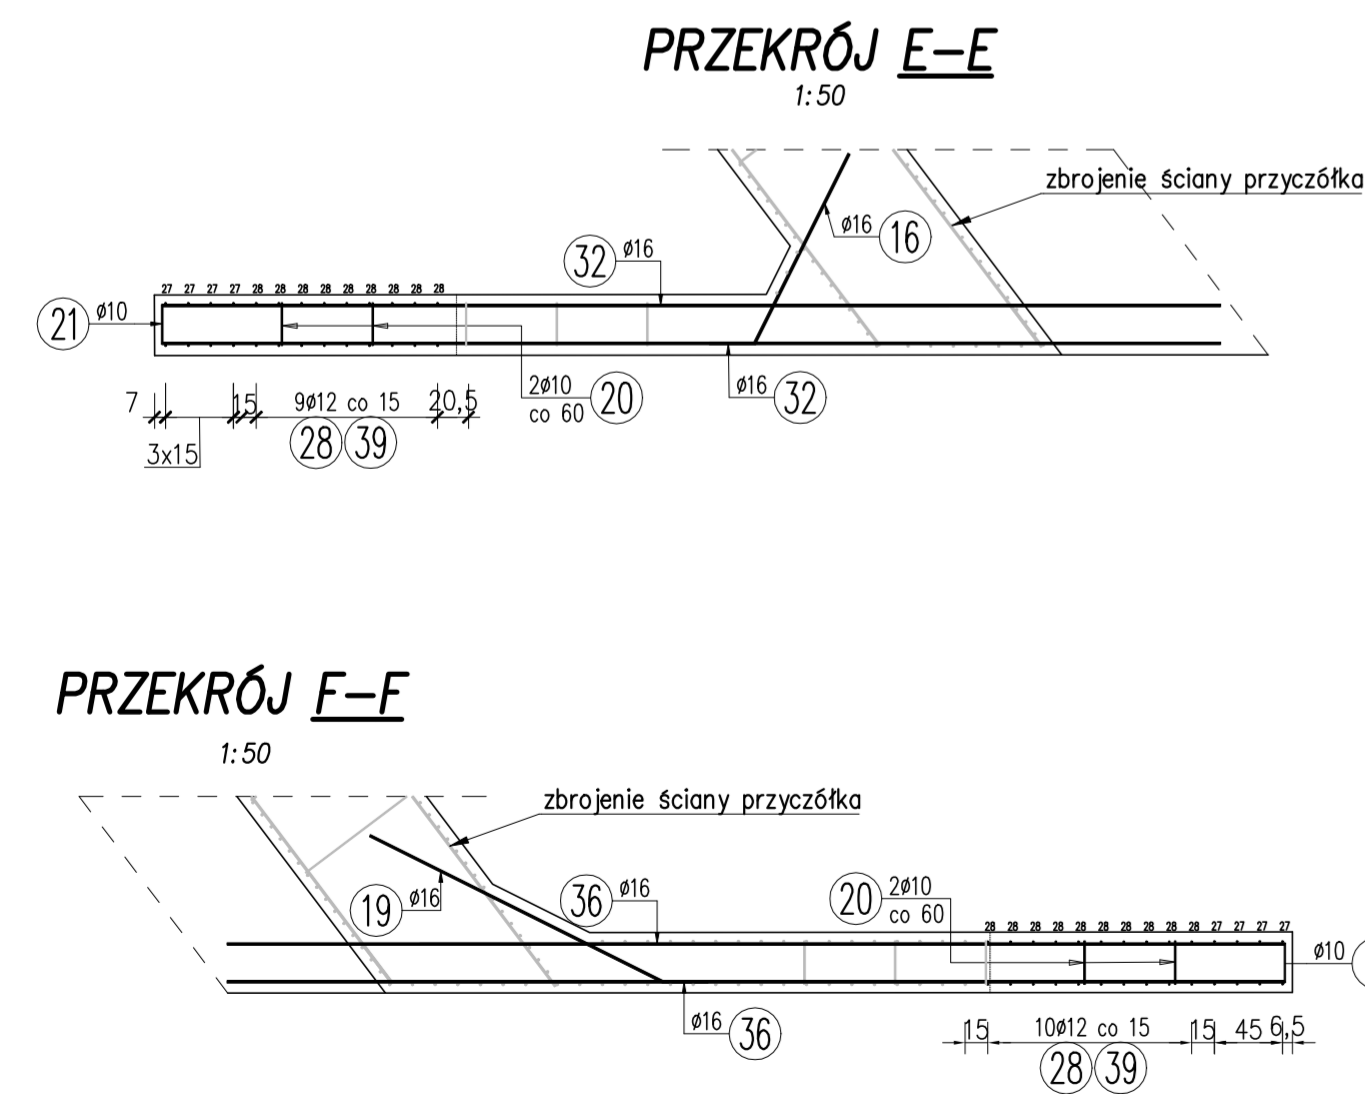 PRZEKRÓJ E-E
1:50
zbrojenie ściany przyczółka
ø16 16
32 ø16
27 27 27 27 28 28 28 28 28 28 28 28 28
21 ø10
2ø10 co 60 20
ø16 32
7 15 9ø12 co 15 20,5
28 39
3x15
PRZEKRÓJ F-F
1:50
zbrojenie ściany przyczółka
19 ø16
36 ø16
20 2ø10 co 60
28 28 28 28 28 28 28 28 28 28 27 27 27 27
ø10
ø16 36
15 10ø12 co 15 15 45 6,5
28 39